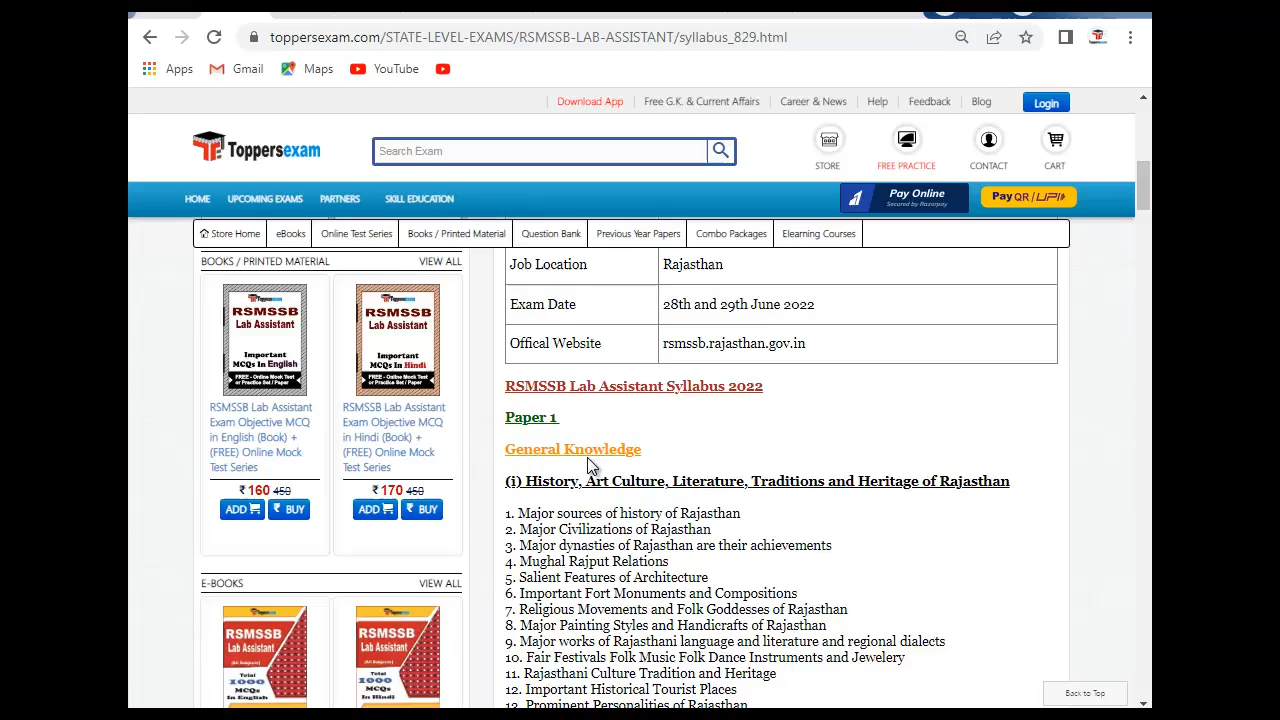 toppersexam.com/STATE-LEVEL-EXAMS/RSMSSB-LAB-ASSISTANT/syllabus_829.html
Apps Gmail Maps YouTube
Download App Free G.K. & Current Affairs Career & News Help Feedback Blog Login
Toppersexam
Search Exam
STORE FREE PRACTICE CONTACT CART
HOME UPCOMING EXAMS PARTNERS SKILL EDUCATION
Pay Online
Secured by Razorpay
Pay QR / UPI
Store Home eBooks Online Test Series Books / Printed Material Question Bank Previous Year Papers Combo Packages Elearning Courses
BOOKS / PRINTED MATERIAL VIEW ALL
Toppersexam
RSMSSB
Lab Assistant
Important
MCQs In English
FREE - Online Mock Test
or Practice Set / Paper
Toppersexam
RSMSSB
Lab Assistant
Important
MCQs in Hindi
FREE - Online Mock Test
or Practice Set / Paper
RSMSSB Lab Assistant
Exam Objective MCQ
in English (Book) +
(FREE) Online Mock
Test Series
₹ 160 450
ADD ₹ BUY
RSMSSB Lab Assistant
Exam Objective MCQ
in Hindi (Book) +
(FREE) Online Mock
Test Series
₹ 170 450
ADD ₹ BUY
E-BOOKS VIEW ALL
RSMSSB
Lab Assistant
Total
1000
MCQs
In English
RSMSSB
Lab Assistant
Total
1000
MCQs
In Hindi
Job Location Rajasthan
Exam Date 28th and 29th June 2022
Offical Website rsmssb.rajasthan.gov.in
RSMSSB Lab Assistant Syllabus 2022
Paper 1
General Knowledge
(i) History, Art Culture, Literature, Traditions and Heritage of Rajasthan
1. Major sources of history of Rajasthan
2. Major Civilizations of Rajasthan
3. Major dynasties of Rajasthan are their achievements
4. Mughal Rajput Relations
5. Salient Features of Architecture
6. Important Fort Monuments and Compositions
7. Religious Movements and Folk Goddesses of Rajasthan
8. Major Painting Styles and Handicrafts of Rajasthan
9. Major works of Rajasthani language and literature and regional dialects
10. Fair Festivals Folk Music Folk Dance Instruments and Jewelery
11. Rajasthani Culture Tradition and Heritage
12. Important Historical Tourist Places
13. Prominent Personalities of Rajasthan
Back to Top